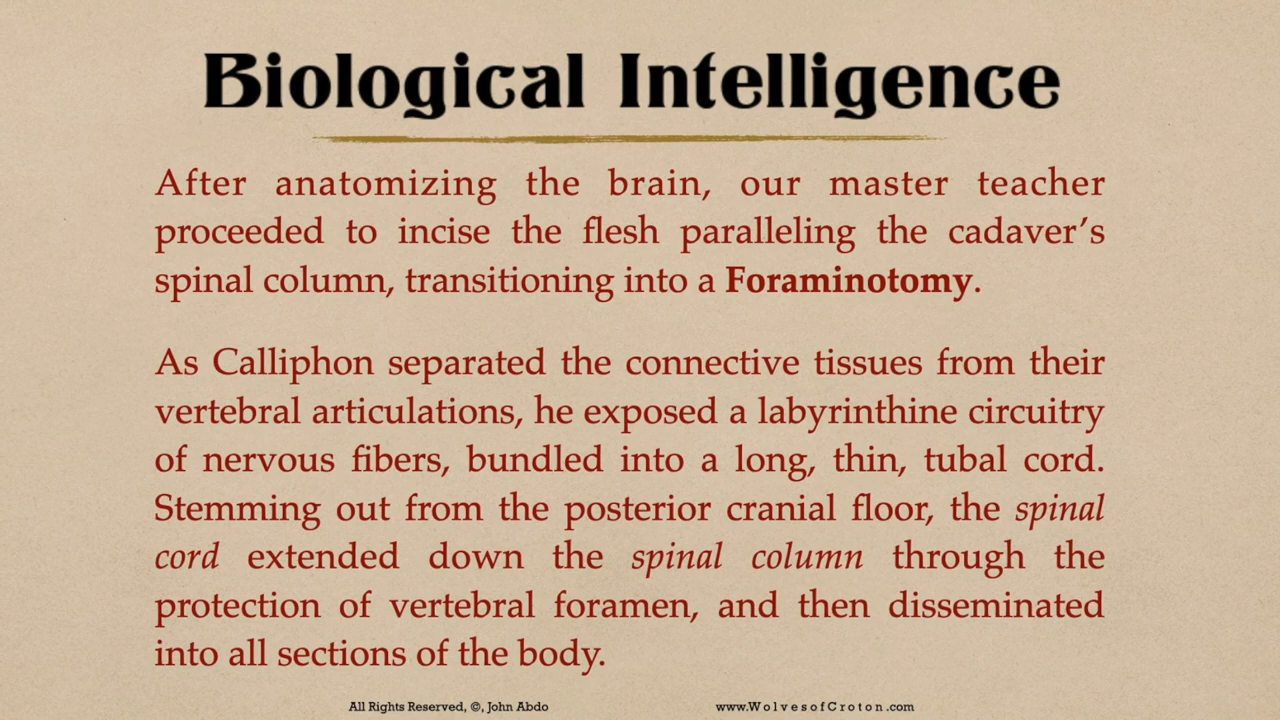 Biological Intelligence
After anatomizing the brain, our master teacher
proceeded to incise the flesh paralleling the cadaver’s
spinal column, transitioning into a Foraminotomy.
As Calliphon separated the connective tissues from their
vertebral articulations, he exposed a labyrinthine circuitry
of nervous fibers, bundled into a long, thin, tubal cord.
Stemming out from the posterior cranial floor, the spinal
cord extended down the spinal column through the
protection of vertebral foramen, and then disseminated
into all sections of the body.
All Rights Reserved, ©, John Abdo
www.WolvesofCroton.com